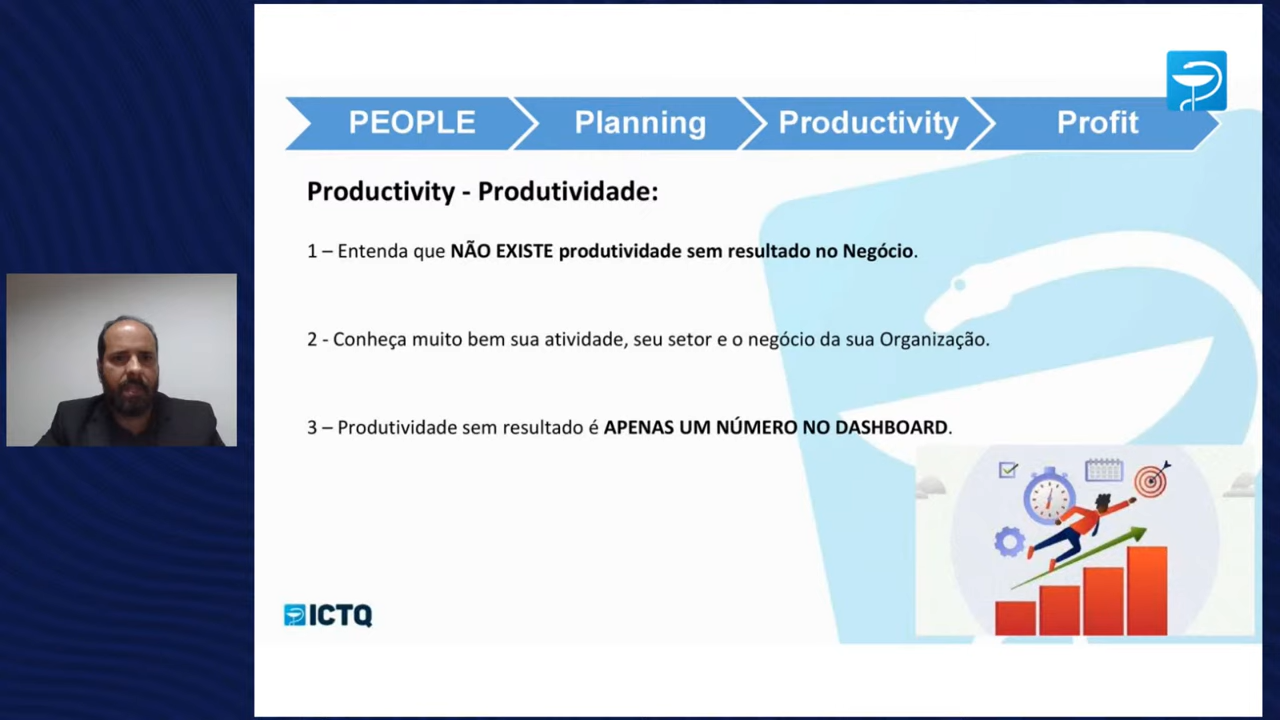 PEOPLE
Planning
Productivity
Profit
Productivity - Produtividade:
1 – Entenda que NÃO EXISTE produtividade sem resultado no Negócio.
2 - Conheça muito bem sua atividade, seu setor e o negócio da sua Organização.
3 – Produtividade sem resultado é APENAS UM NÚMERO NO DASHBOARD.
ICTQ